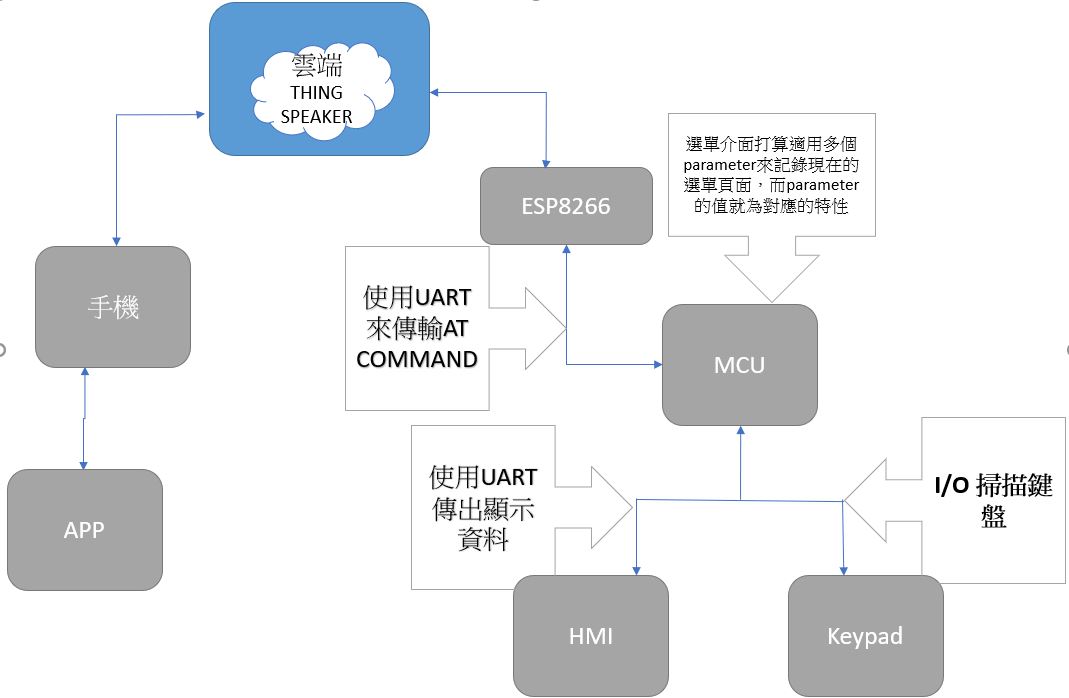 雲端
THING
SPEAKER
選單介面打算適用多個
parameter來記錄現在的
選單頁面，而parameter
的值就為對應的特性
ESP8266
手機
使用UART
來傳輸AT
COMMAND
MCU
使用UART
傳出顯示
資料
I/O 掃描鍵
盤
APP
HMI
Keypad